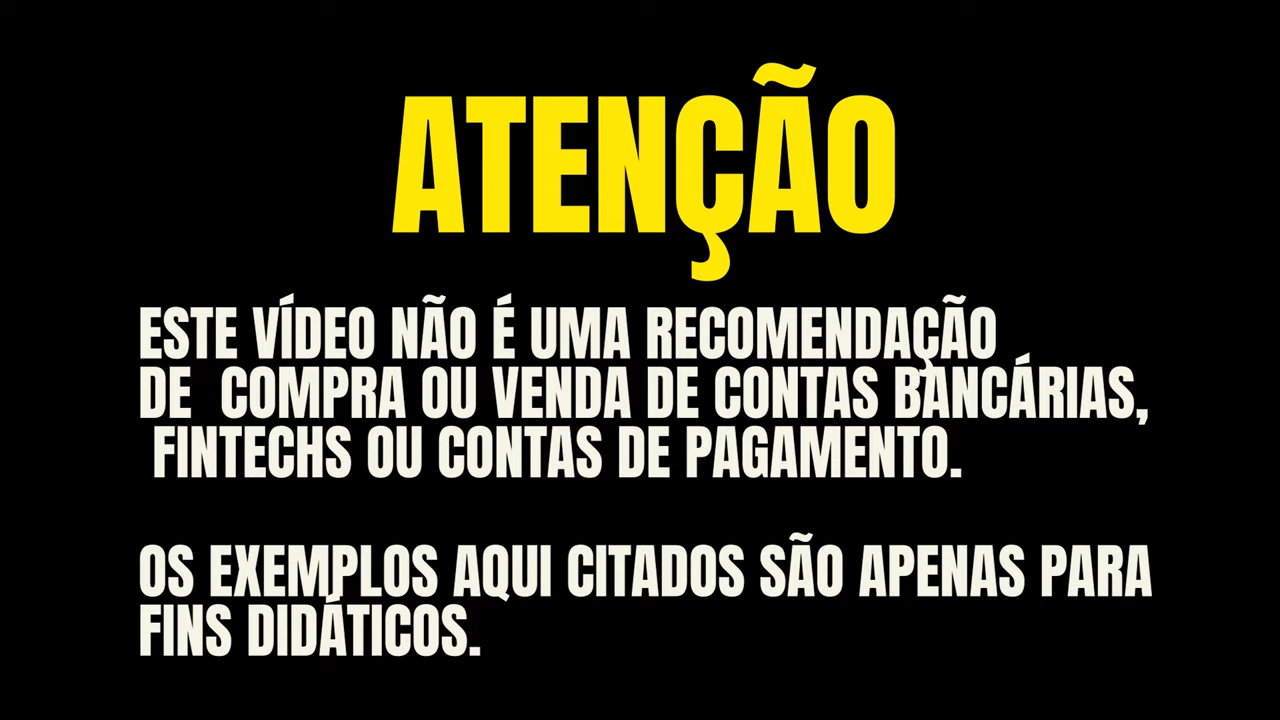 ATENÇÃO
ESTE VÍDEO NÃO É UMA RECOMENDAÇÃO
DE COMPRA OU VENDA DE CONTAS BANCÁRIAS,
FINTECHS OU CONTAS DE PAGAMENTO.
OS EXEMPLOS AQUI CITADOS SÃO APENAS PARA
FINS DIDÁTICOS.